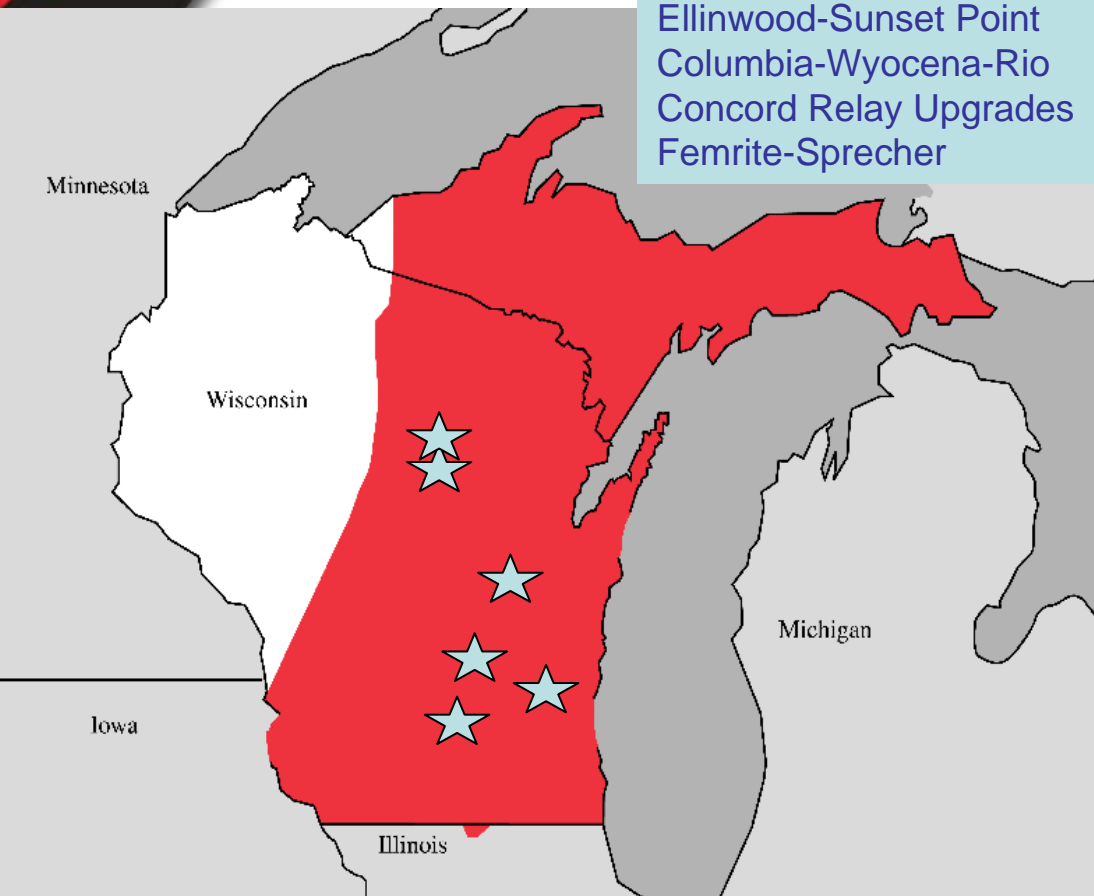 Ellinwood-Sunset Point
Columbia-Wyocena-Rio
Concord Relay Upgrades
Femrite-Sprecher
Minnesota
Wisconsin
Michigan
Iowa
Illinois